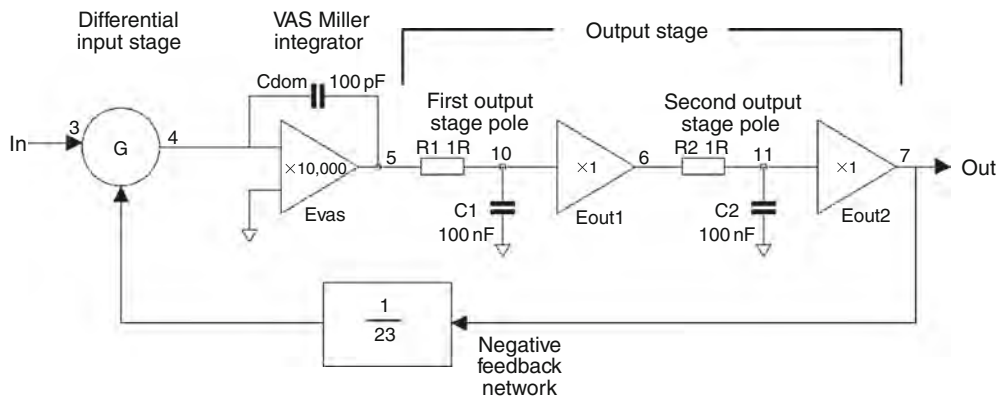 Differential
input stage
VAS Miller
integrator
Output stage
Cdom 100 pF
First output
stage pole
Second output
stage pole
In 3
G
4
×10,000
5
R1 1R
10
×1
6
R2 1R
11
×1
7
Out
Evas
C1
100 nF
Eout1
C2
100 nF
Eout2
1
23
Negative
feedback
network